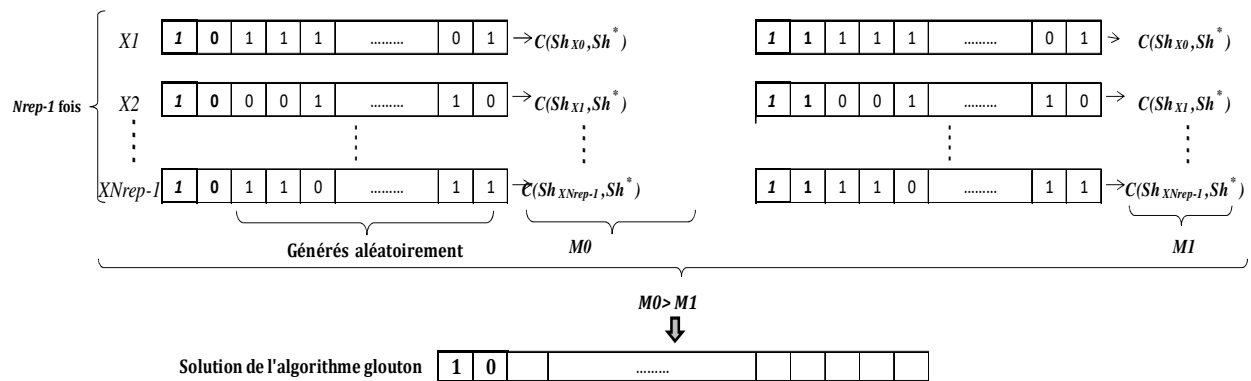 X1 1 0 1 1 1 ......... 0 1 C(Sh X0,Sh*) 1 1 1 1 1 ......... 0 1 C(Sh X0,Sh*)
Nrep-1 fois X2 1 0 0 0 1 ......... 1 0 C(Sh X1,Sh*) 1 1 0 0 1 ......... 1 0 C(Sh X1,Sh*)
XNrep-1 1 0 1 1 0 ......... 1 1 C(Sh XNrep-1,Sh*) 1 1 1 1 0 ......... 1 1 C(Sh XNrep-1,Sh*)
Générés aléatoirement M0 M1
M0> M1
Solution de l'algorithme glouton 1 0 .........